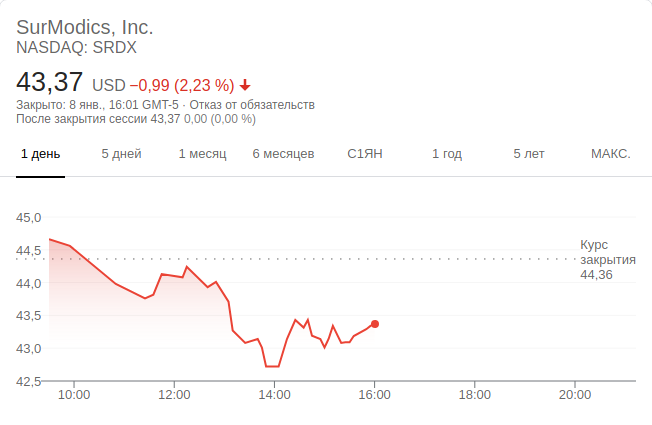 SurModics, Inc.
NASDAQ: SRDX
43,37 USD −0,99 (2,23 %)
Закрыто: 8 янв., 16:01 GMT-5 · Отказ от обязательств
После закрытия сессии 43,37 0,00 (0,00 %)
1 день 5 дней 1 месяц 6 месяцев С1ЯН 1 год 5 лет МАКС.
45,0
44,5
44,0
43,5
43,0
42,5
Курс
закрытия
44,36
10:00 12:00 14:00 16:00 18:00 20:00